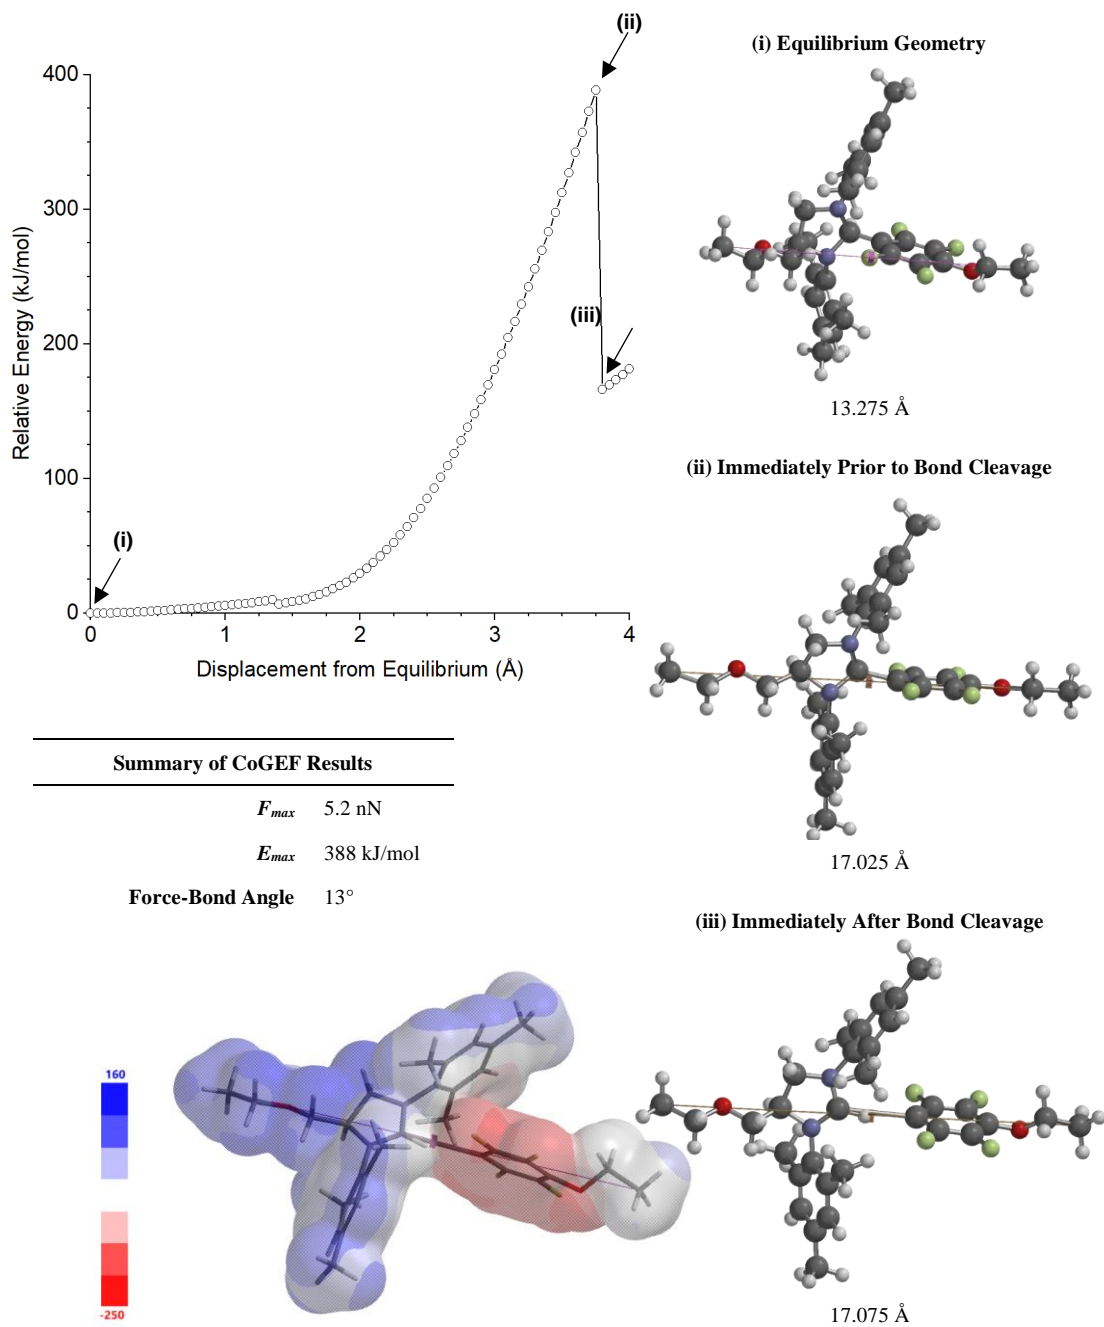 (ii)
400
300
200
100
0
Relative Energy (kJ/mol)
(i)
(iii)
0
1
2
3
4
Displacement from Equilibrium (Å)
(i) Equilibrium Geometry
13.275 Å
(ii) Immediately Prior to Bond Cleavage
17.025 Å
Summary of CoGEF Results
Fmax 5.2 nN
Emax 388 kJ/mol
Force-Bond Angle 13°
(iii) Immediately After Bond Cleavage
17.075 Å
160
-250